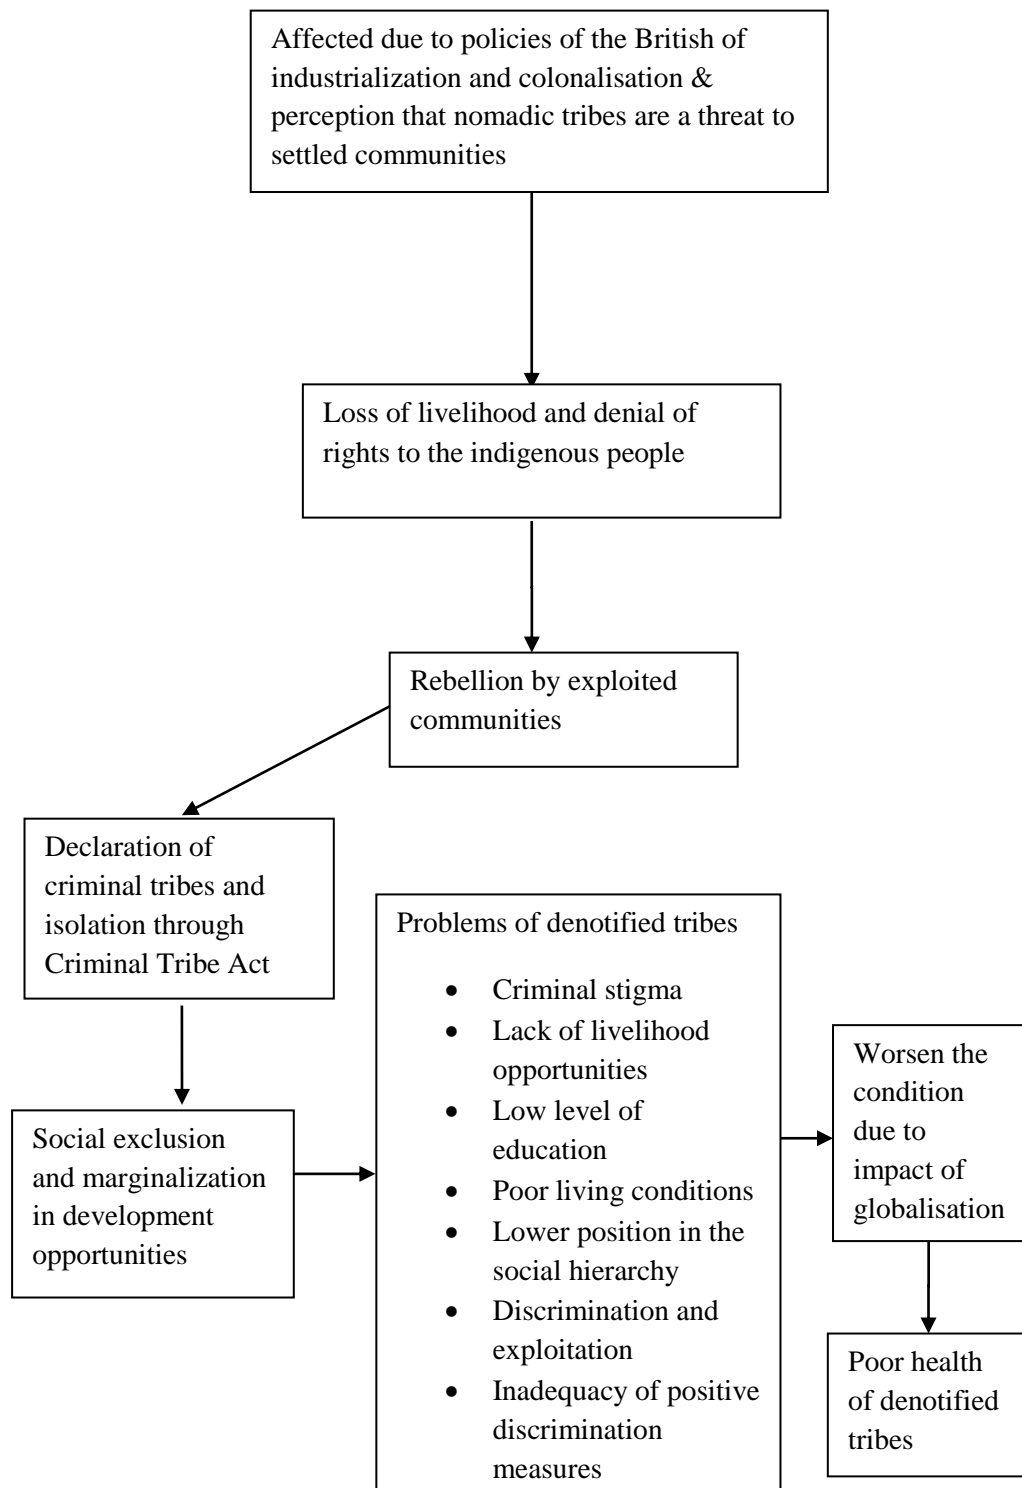 Affected due to policies of the British of
industrialization and colonalisation &
perception that nomadic tribes are a threat to
settled communities
Loss of livelihood and denial of
rights to the indigenous people
Rebellion by exploited
communities
Declaration of
criminal tribes and
isolation through
Criminal Tribe Act
Social exclusion
and marginalization
in development
opportunities
Problems of denotified tribes
• Criminal stigma
• Lack of livelihood
opportunities
• Low level of
education
• Poor living conditions
• Lower position in the
social hierarchy
• Discrimination and
exploitation
• Inadequacy of positive
discrimination
measures
Worsen the
condition
due to
impact of
globalisation
Poor health
of denotified
tribes